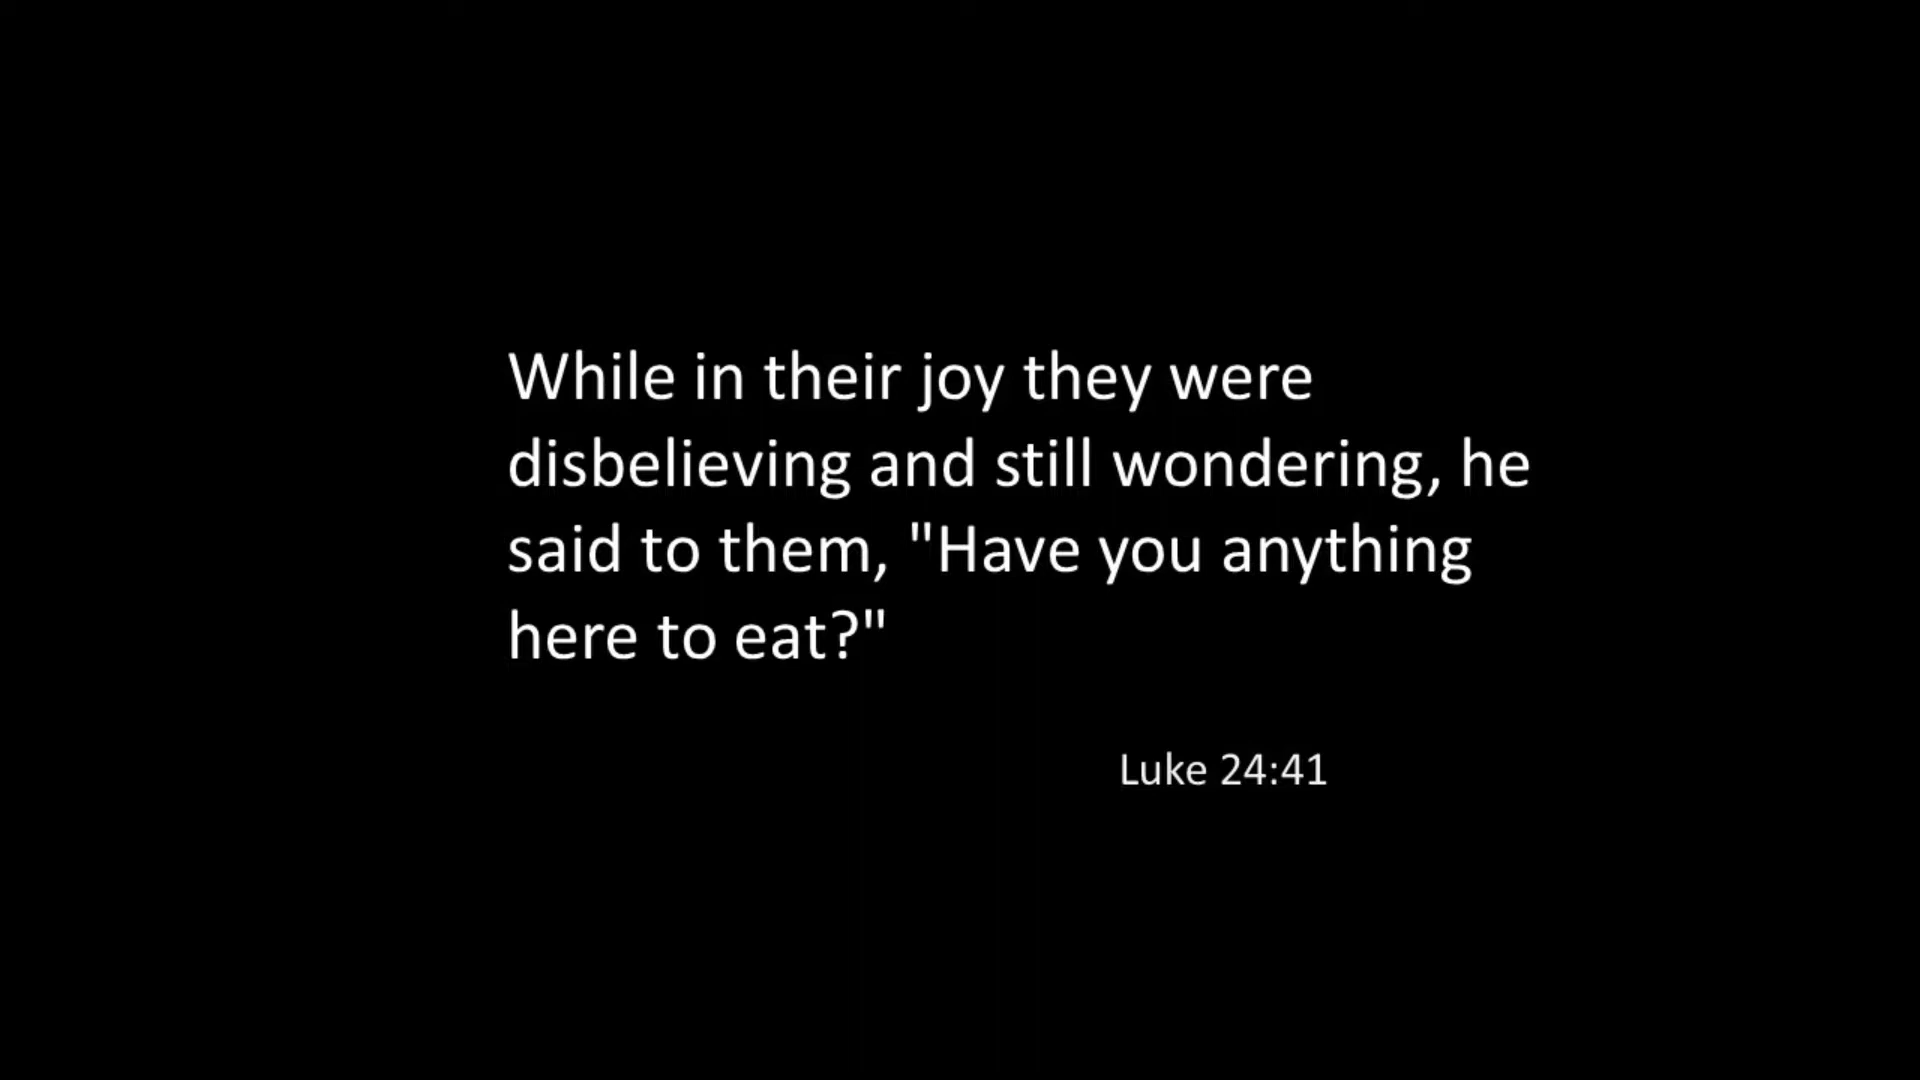 While in their joy they were
disbelieving and still wondering, he
said to them, "Have you anything
here to eat?"
Luke 24:41